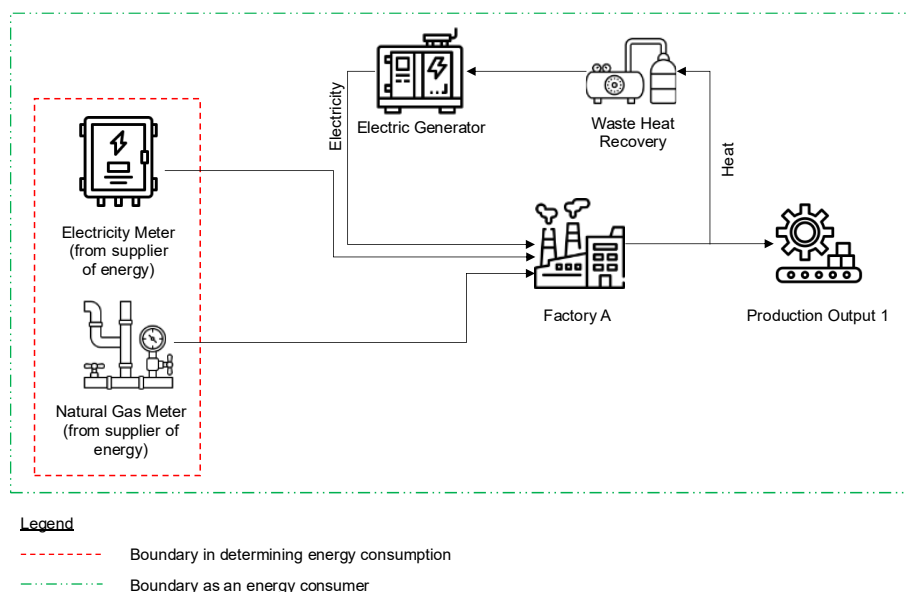 Electricity
Electric Generator
Waste Heat
Recovery
Heat
Electricity Meter
(from supplier
of energy)
Factory A
Production Output 1
Natural Gas Meter
(from supplier of
energy)
Legend
Boundary in determining energy consumption
Boundary as an energy consumer